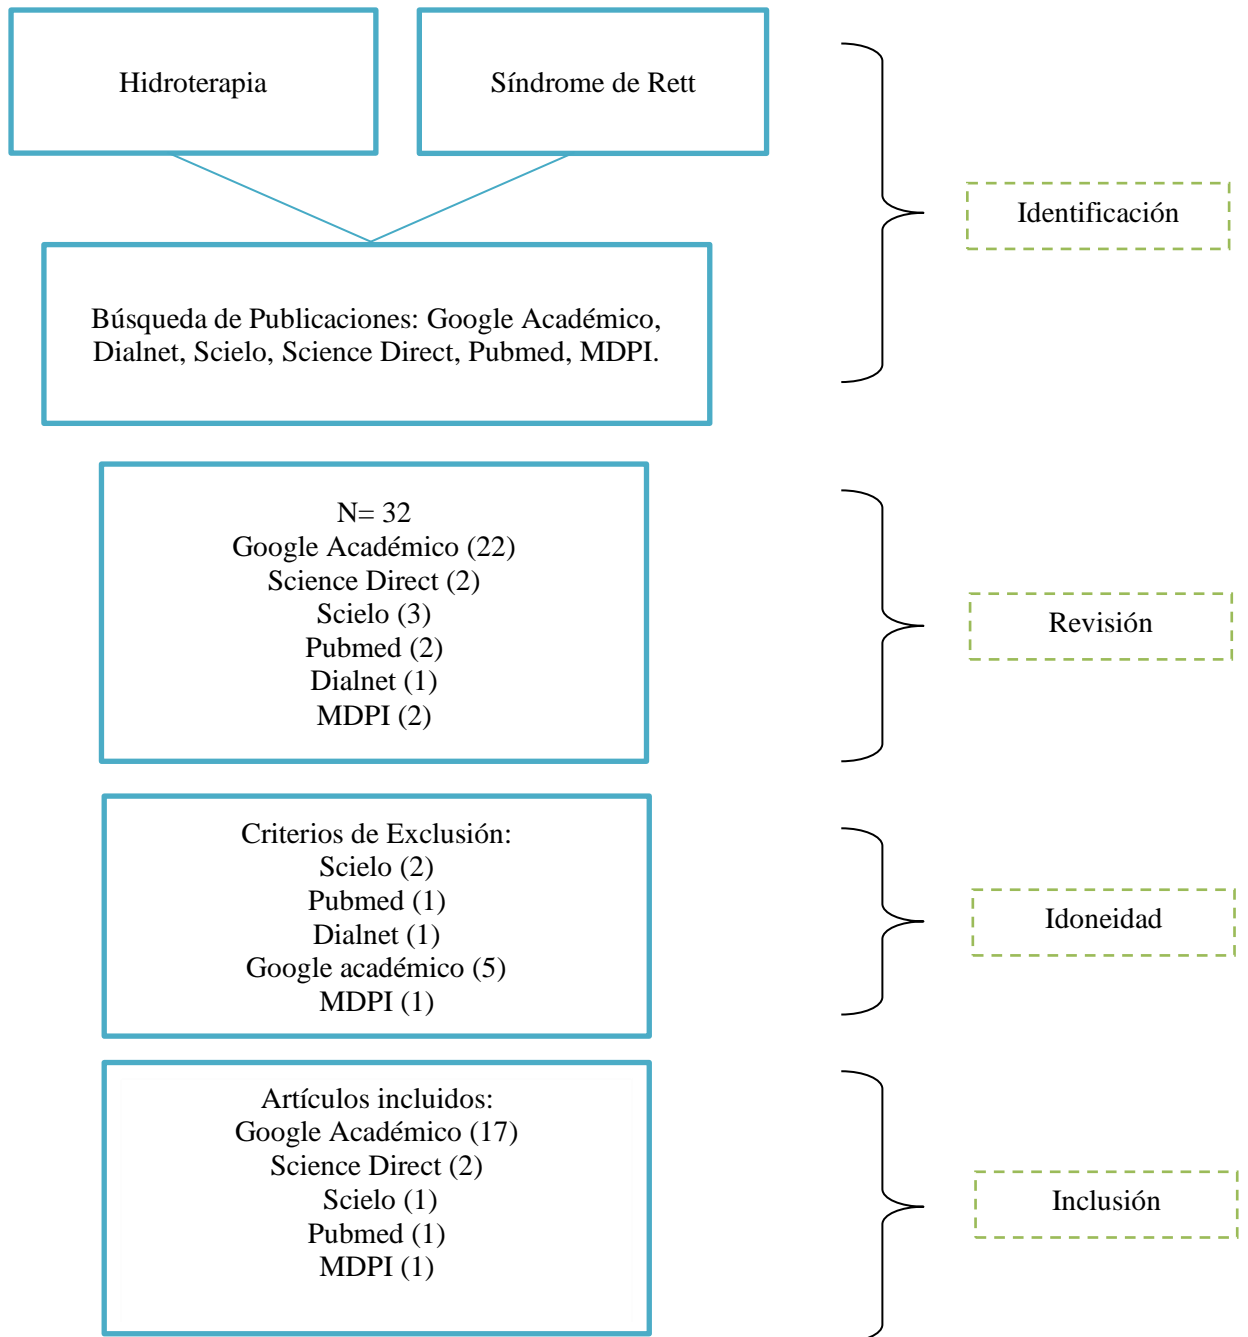 Hidroterapia
Síndrome de Rett
Identificación
Búsqueda de Publicaciones: Google Académico,
Dialnet, Scielo, Science Direct, Pubmed, MDPI.
N= 32
Google Académico (22)
Science Direct (2)
Scielo (3)
Pubmed (2)
Dialnet (1)
MDPI (2)
Revisión
Criterios de Exclusión:
Scielo (2)
Pubmed (1)
Dialnet (1)
Google académico (5)
MDPI (1)
Idoneidad
Artículos incluidos:
Google Académico (17)
Science Direct (2)
Scielo (1)
Pubmed (1)
MDPI (1)
Inclusión